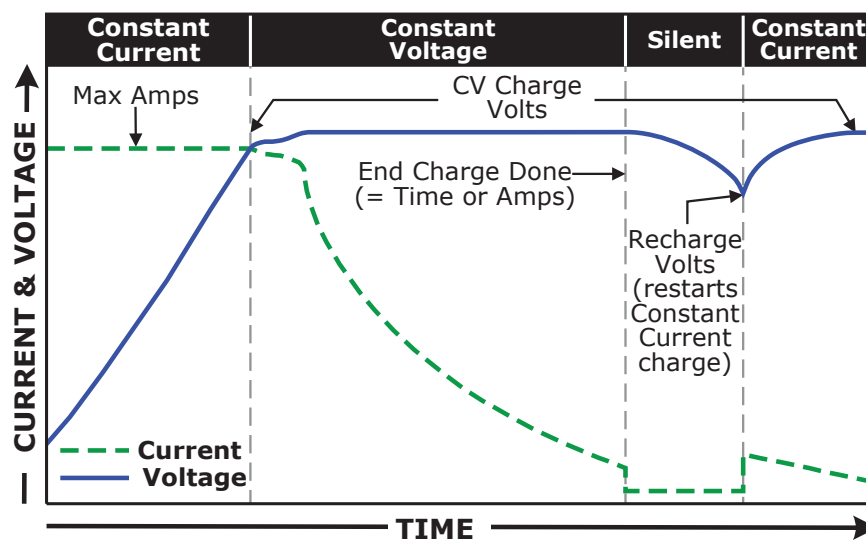 Constant
Current
Constant
Voltage
Silent
Constant
Current
Max Amps
CV Charge
Volts
End Charge Done
(= Time or Amps)
Recharge
Volts
(restarts
Constant
Current
charge)
CURRENT & VOLTAGE
Current
Voltage
TIME